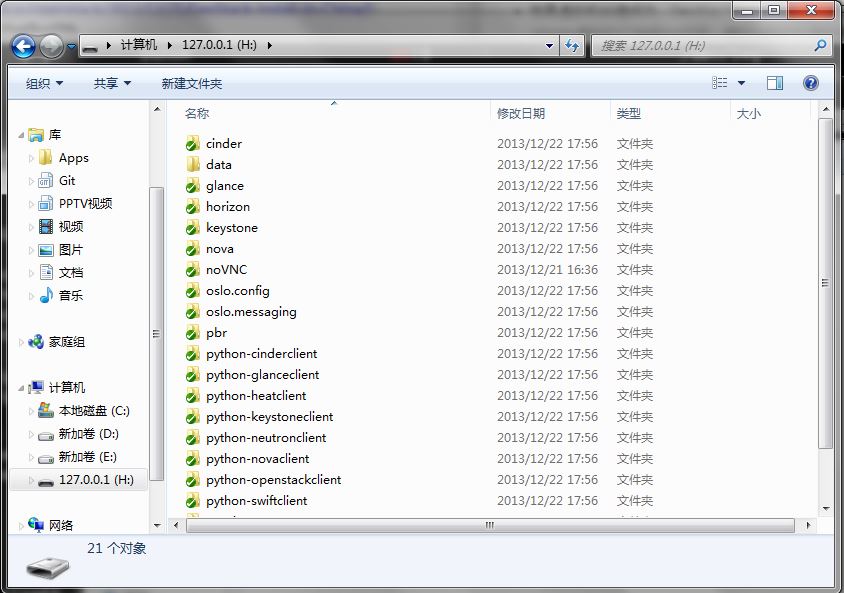 计算机 127.0.0.1 (H:)
搜索 127.0.0.1 (H:)
组织 共享 新建文件夹
名称 修改日期 类型 大小
库
Apps
Git
PPTV视频
视频
图片
文档
音乐
家庭组
计算机
本地磁盘 (C:)
新加卷 (D:)
新加卷 (E:)
127.0.0.1 (H:)
网络
cinder 2013/12/22 17:56 文件夹
data 2013/12/22 17:56 文件夹
glance 2013/12/22 17:56 文件夹
horizon 2013/12/22 17:56 文件夹
keystone 2013/12/22 17:56 文件夹
nova 2013/12/22 17:56 文件夹
noVNC 2013/12/21 16:36 文件夹
oslo.config 2013/12/22 17:56 文件夹
oslo.messaging 2013/12/22 17:56 文件夹
pbr 2013/12/22 17:56 文件夹
python-cinderclient 2013/12/22 17:56 文件夹
python-glanceclient 2013/12/22 17:56 文件夹
python-heatclient 2013/12/22 17:56 文件夹
python-keystoneclient 2013/12/22 17:56 文件夹
python-neutronclient 2013/12/22 17:56 文件夹
python-novaclient 2013/12/22 17:56 文件夹
python-openstackclient 2013/12/22 17:56 文件夹
python-swiftclient 2013/12/22 17:56 文件夹
21 个对象